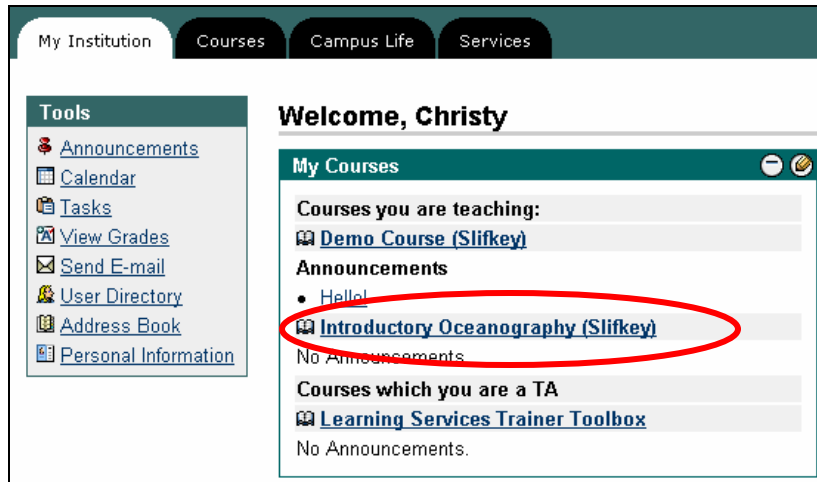 My Institution Courses Campus Life Services
Tools
Announcements
Calendar
Tasks
View Grades
Send E-mail
User Directory
Address Book
Personal Information
Welcome, Christy
My Courses
Courses you are teaching:
Demo Course (Slifkey)
Announcements
• Hello!
Introductory Oceanography (Slifkey)
No Announcements.
Courses which you are a TA
Learning Services Trainer Toolbox
No Announcements.